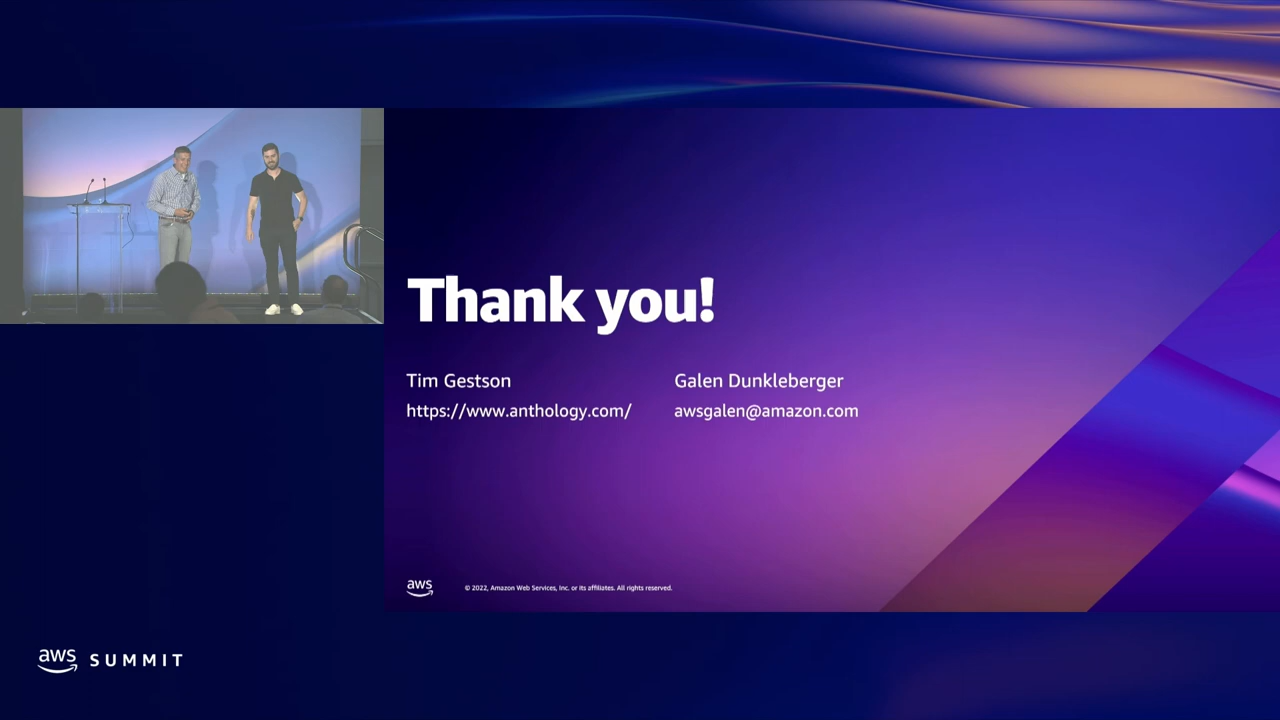 Thank you!
Tim Gestson
https://www.anthology.com/
Galen Dunkleberger
awsgalen@amazon.com
aws
© 2022, Amazon Web Services, Inc. or its affiliates. All rights reserved.
aws SUMMIT